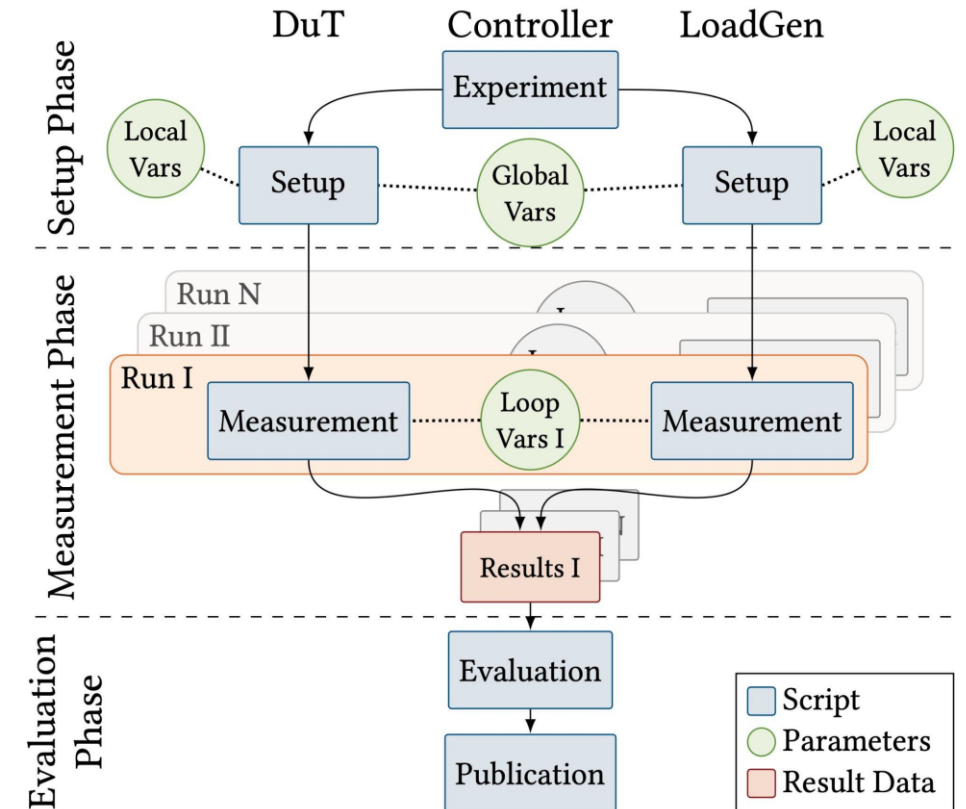 DuT
Controller
LoadGen
Setup Phase
Experiment
Local
Vars
Setup
Global
Vars
Setup
Local
Vars
Measurement Phase
Run N
Run II
Run I
Measurement
Loop
Vars I
Measurement
Results I
Evaluation
Phase
Evaluation
Publication
Script
Parameters
Result Data